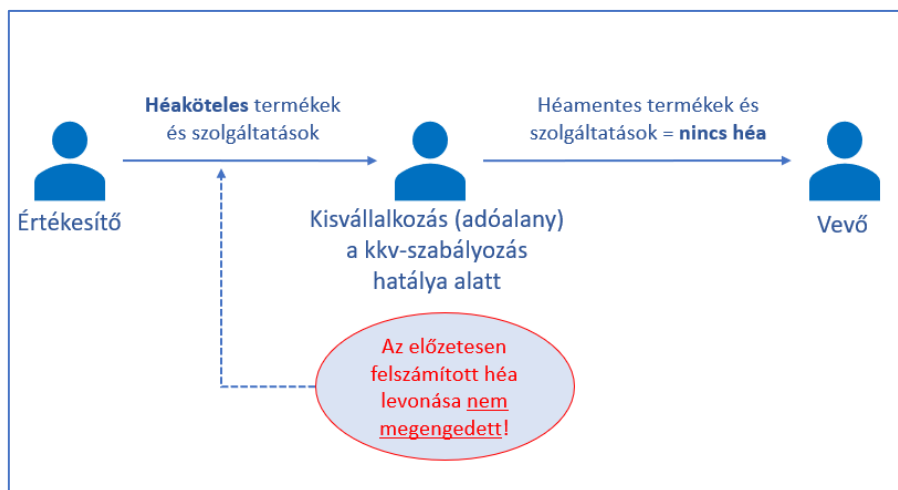 Héaköteles termékek
és szolgáltatások
Héamentes termékek és
szolgáltatások = nincs héa
Értékesítő
Kisvállalkozás (adóalany)
a kkv-szabályozás
hatálya alatt
Vevő
Az előzetesen
felszámított héa
levonása nem
megengedett!